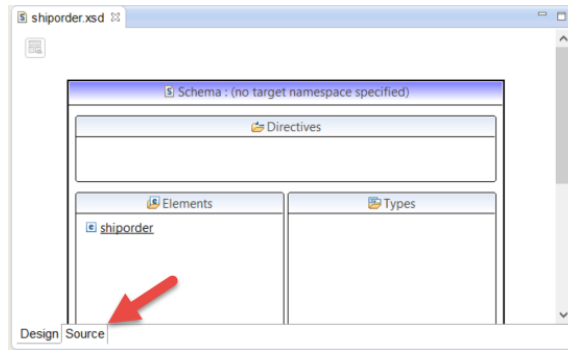 shiporder.xsd
Schema : (no target namespace specified)
Directives
Elements
Types
shiporder
Design Source